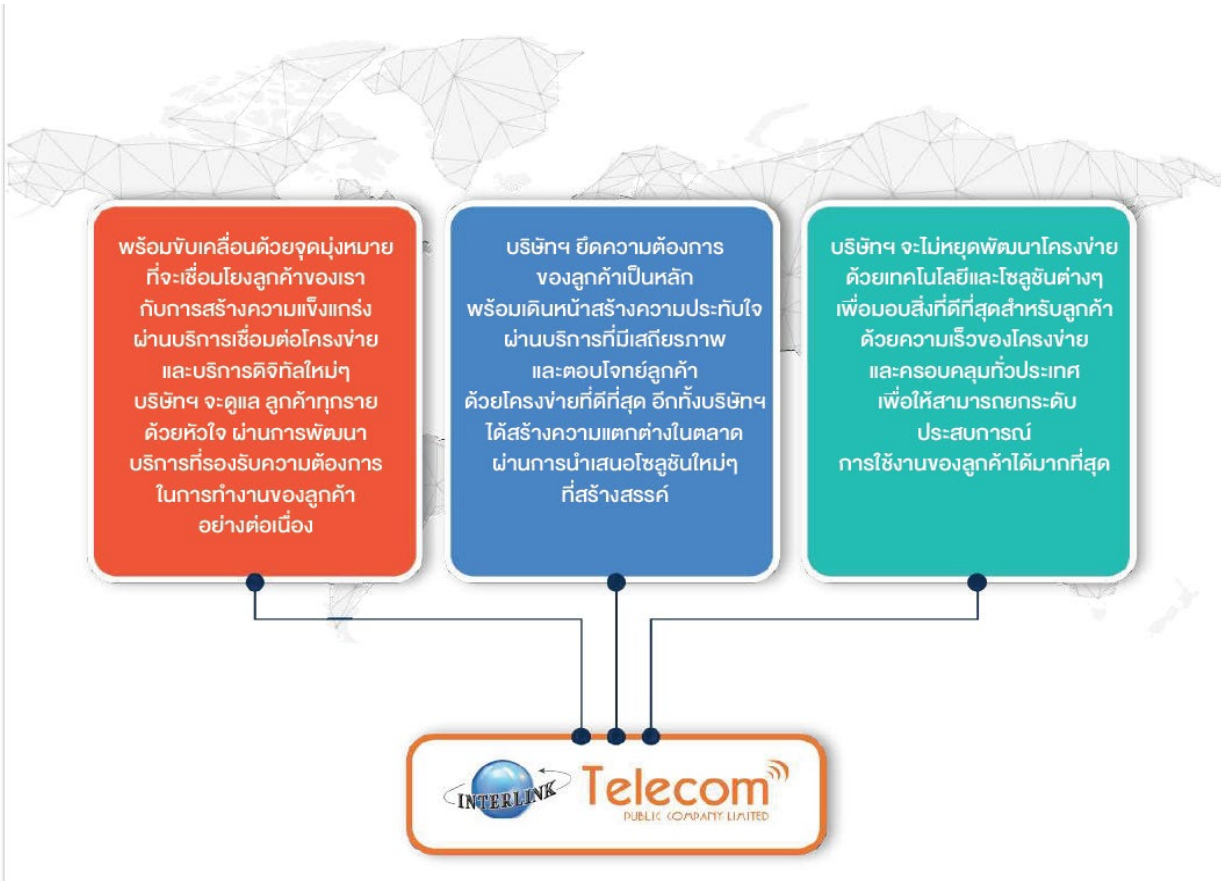 พร้อมขับเคลื่อนด้วยจุดมุ่งหมาย
ที่จะเชื่อมโยงลูกค้าของเรา
กับการสร้างความแข็งแกร่ง
ผ่านบริการเชื่อมต่อโครงข่าย
และบริการดิจิทัลใหม่ๆ
บริษัทฯ จะดูแล ลูกค้าทุกราย
ด้วยหัวใจ ผ่านการพัฒนา
บริการที่รองรับความต้องการ
ในการทำงานของลูกค้า
อย่างต่อเนื่อง
บริษัทฯ ยึดความต้องการ
ของลูกค้าเป็นหลัก
พร้อมเดินหน้าสร้างความประทับใจ
ผ่านบริการที่มีเสถียรภาพ
และตอบโจทย์ลูกค้า
ด้วยโครงข่ายที่ดีที่สุด อีกทั้งบริษัทฯ
ได้สร้างความแตกต่างในตลาด
ผ่านการนำเสนอโซลูชันใหม่ๆ
ที่สร้างสรรค์
บริษัทฯ จะไม่หยุดพัฒนาโครงข่าย
ด้วยเทคโนโลยีและโซลูชันต่างๆ
เพื่อมอบสิ่งที่ดีที่สุดสำหรับลูกค้า
ด้วยความเร็วของโครงข่าย
และครอบคลุมทั่วประเทศ
เพื่อให้สามารถยกระดับ
ประสบการณ์
การใช้งานของลูกค้าได้มากที่สุด
INTERLINK Telecom
PUBLIC COMPANY LIMITED